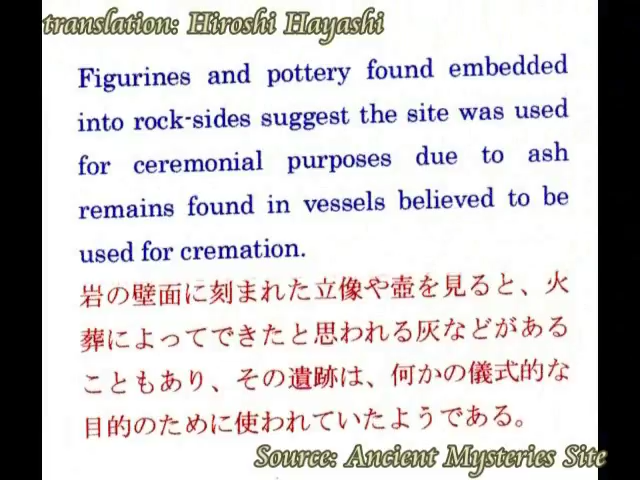 translation: Hiroshi Hayashi
Figurines and pottery found embedded
into rock-sides suggest the site was used
for ceremonial purposes due to ash
remains found in vessels believed to be
used for cremation.
岩の壁面に刻まれた立像や壺を見ると、火
葬によってできたと思われる灰などがある
こともあり、その遺跡は、何かの儀式的な
目的のために使われていたようである。
Source: Ancient Mysteries Site